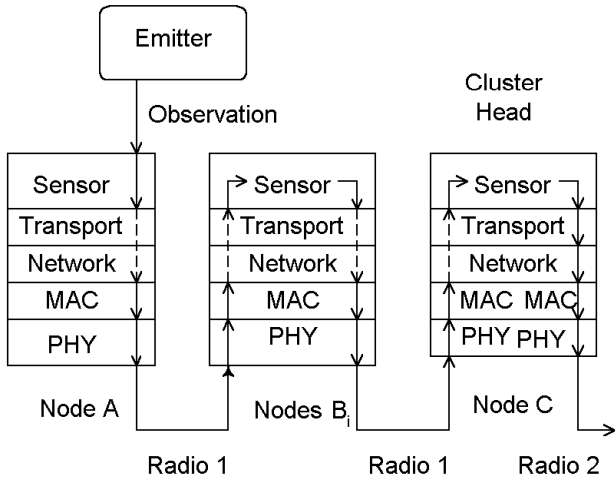 Emitter
Observation
Cluster
Head
Sensor
Transport
Network
MAC
PHY
Node A
Sensor
Transport
Network
MAC
PHY
Nodes Bi
Sensor
Transport
Network
MAC MAC
PHY PHY
Node C
Radio 1
Radio 1
Radio 2